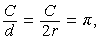 C/d = C/2r = π,